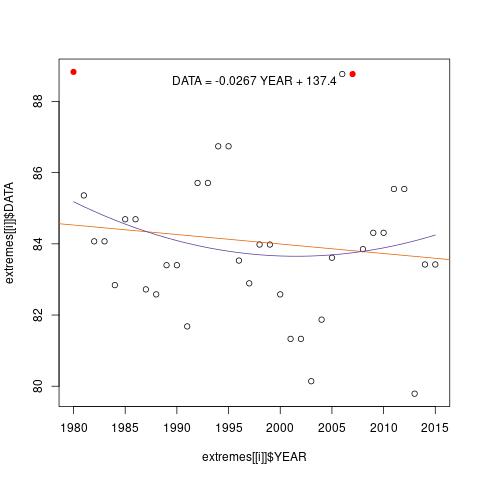 DATA = -0.0267 YEAR + 137.4
88
86
84
82
80
extremes[[i]]$DATA
1980 1985 1990 1995 2000 2005 2010 2015
extremes[[i]]$YEAR